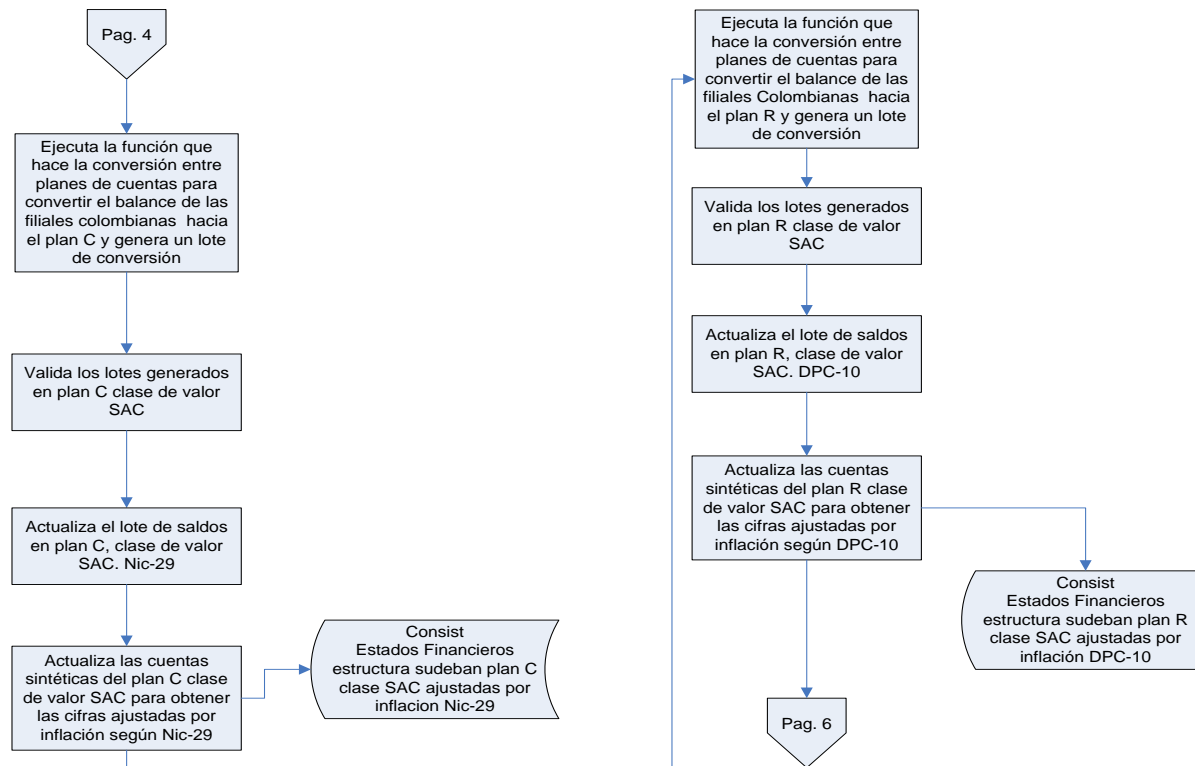 Pag. 4
Ejecuta la función que
hace la conversión entre
planes de cuentas para
convertir el balance de las
filiales colombianas hacia
el plan C y genera un lote
de conversión
Valida los lotes generados
en plan C clase de valor
SAC
Actualiza el lote de saldos
en plan C, clase de valor
SAC. Nic-29
Actualiza las cuentas
sintéticas del plan C clase
de valor SAC para obtener
las cifras ajustadas por
inflación según Nic-29
Consist
Estados Financieros
estructura sudeban plan C
clase SAC ajustadas por
inflacion Nic-29
Ejecuta la función que
hace la conversión entre
planes de cuentas para
convertir el balance de las
filiales Colombianas hacia
el plan R y genera un lote
de conversión
Valida los lotes generados
en plan R clase de valor
SAC
Actualiza el lote de saldos
en plan R, clase de valor
SAC. DPC-10
Actualiza las cuentas
sintéticas del plan R clase
de valor SAC para obtener
las cifras ajustadas por
inflación según DPC-10
Consist
Estados Financieros
estructura sudeban plan R
clase SAC ajustadas por
inflación DPC-10
Pag. 6